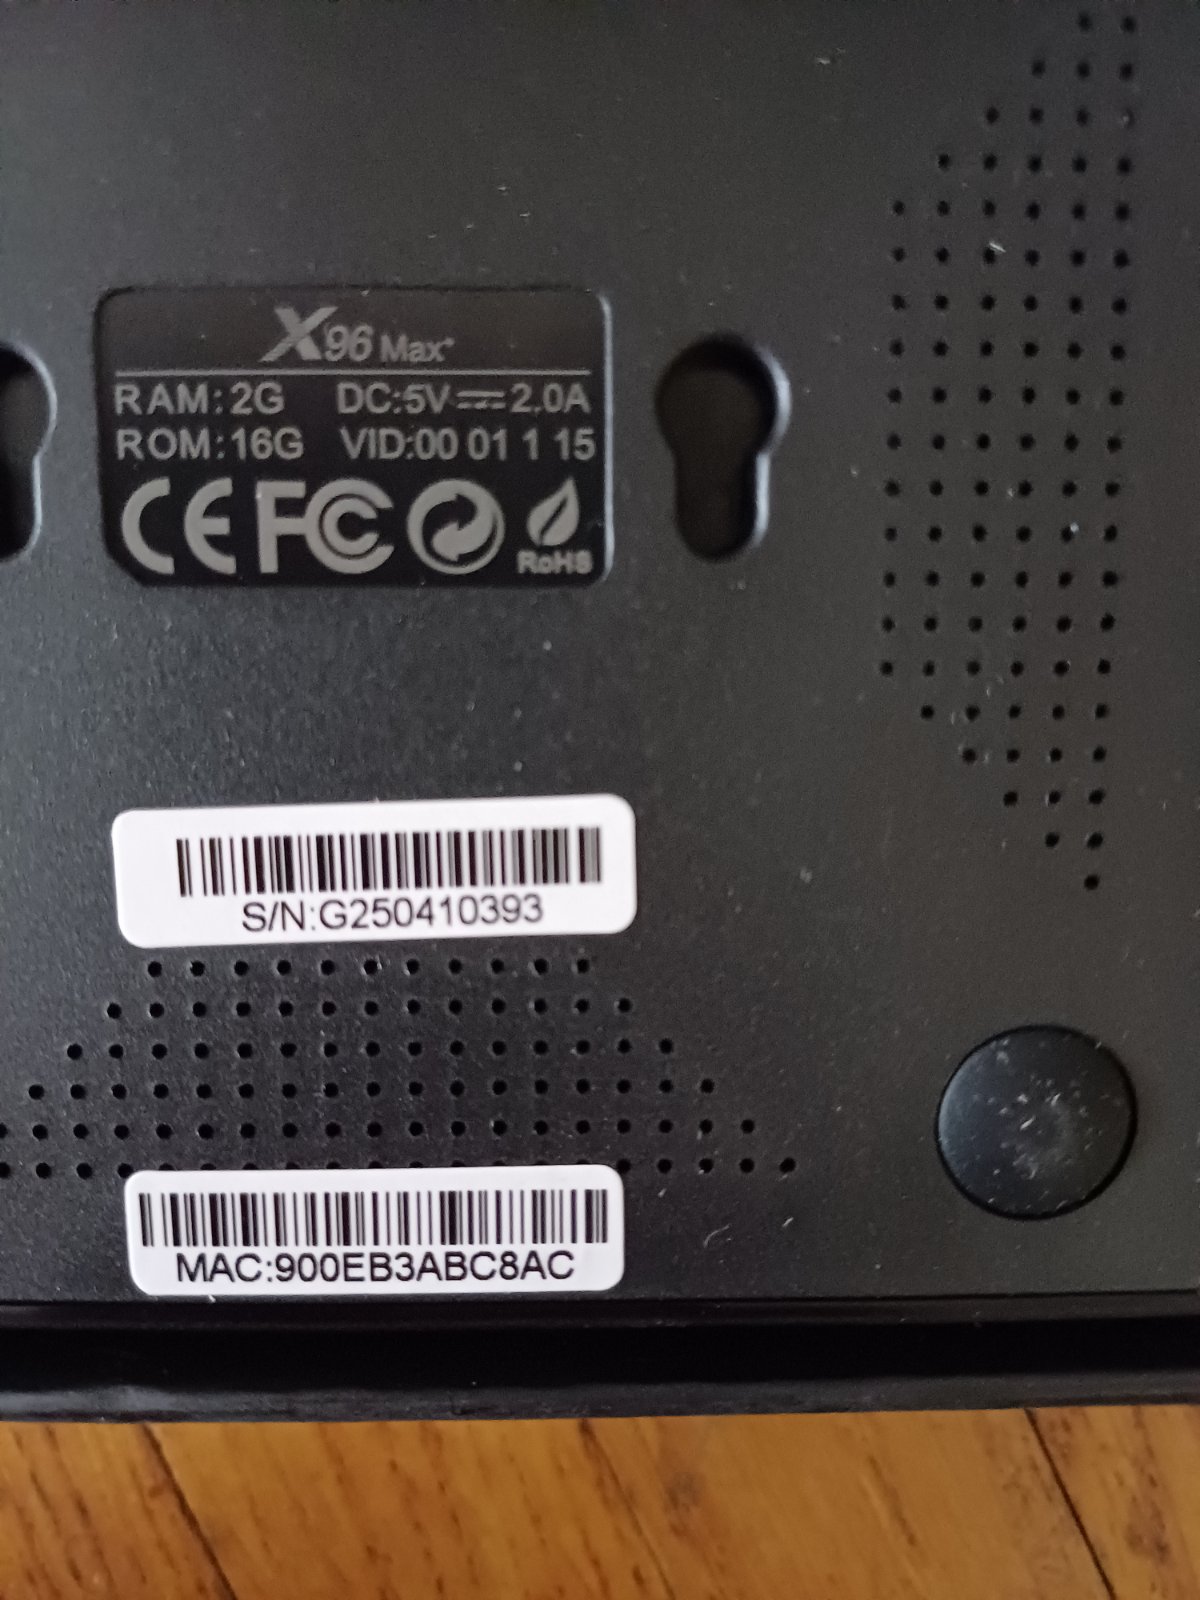 X96 Max+
RAM:2G DC:5V⎓2.0A
ROM:16G VID:00 01 1 15
CE FC RoHS
S/N:G250410393
MAC:900EB3ABC8AC